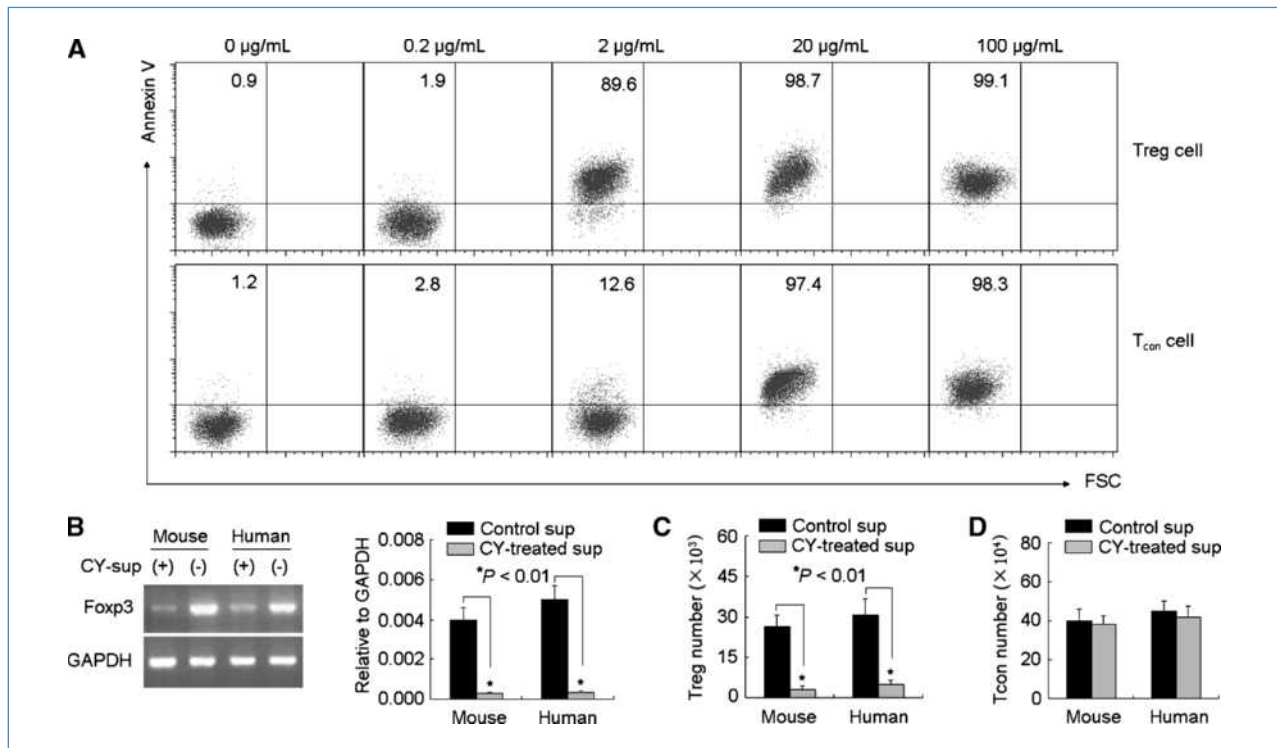 A
0 µg/mL 0.2 µg/mL 2 µg/mL 20 µg/mL 100 µg/mL
Annexin V
0.9 1.9 89.6 98.7 99.1
Treg cell
1.2 2.8 12.6 97.4 98.3
Tcon cell
FSC
B
Mouse Human
CY-sup (+) (-) (+) (-)
Foxp3
GAPDH
Control sup
CY-treated sup
*P < 0.01
Relative to GAPDH
0.008
0.006
0.004
0.002
0.000
* *
Mouse Human
C
Control sup
CY-treated sup
*P < 0.01
Treg number (×10³)
60
45
30
15
0
* *
Mouse Human
D
Control sup
CY-treated sup
Tcon number (×10⁴)
80
60
40
20
0
Mouse Human